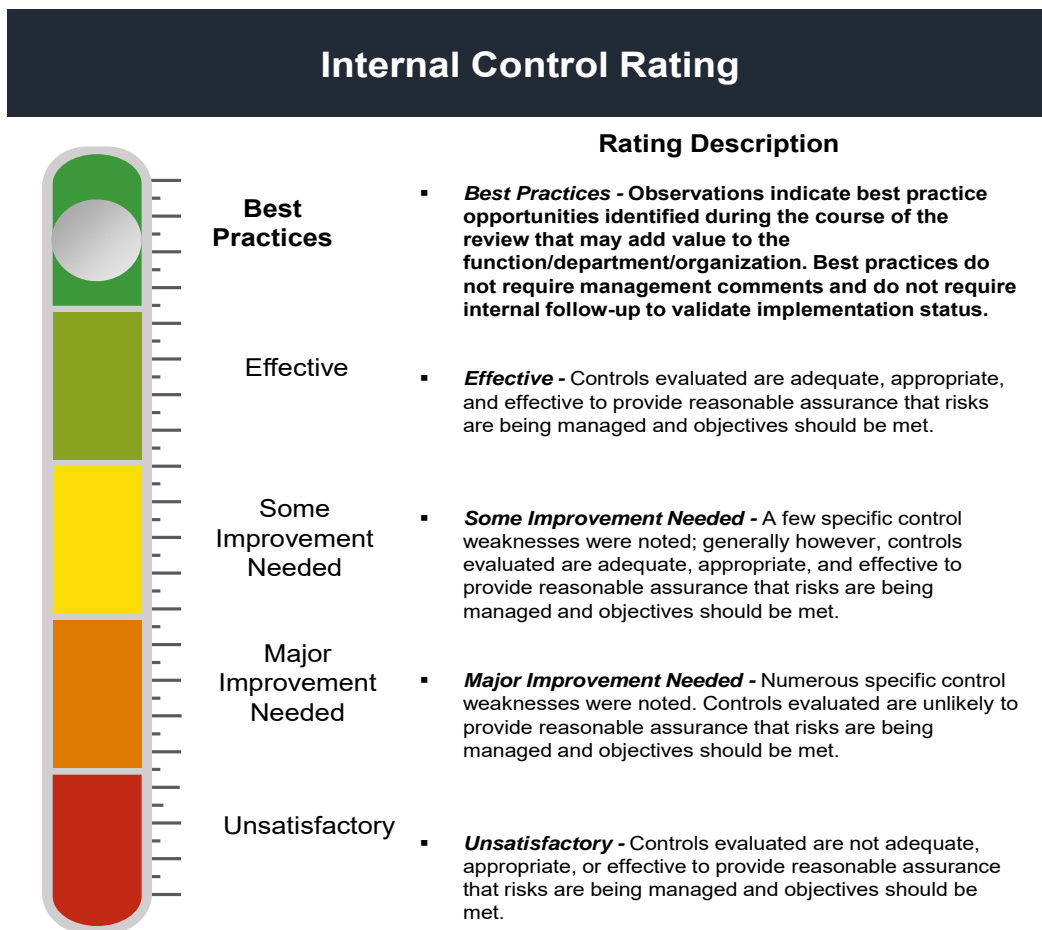 Internal Control Rating
Rating Description
Best
Practices
▪ Best Practices - Observations indicate best practice
opportunities identified during the course of the
review that may add value to the
function/department/organization. Best practices do
not require management comments and do not require
internal follow-up to validate implementation status.
Effective
▪ Effective - Controls evaluated are adequate, appropriate,
and effective to provide reasonable assurance that risks
are being managed and objectives should be met.
Some
Improvement
Needed
▪ Some Improvement Needed - A few specific control
weaknesses were noted; generally however, controls
evaluated are adequate, appropriate, and effective to
provide reasonable assurance that risks are being
managed and objectives should be met.
Major
Improvement
Needed
▪ Major Improvement Needed - Numerous specific control
weaknesses were noted. Controls evaluated are unlikely to
provide reasonable assurance that risks are being
managed and objectives should be met.
Unsatisfactory
▪ Unsatisfactory - Controls evaluated are not adequate,
appropriate, or effective to provide reasonable assurance
that risks are being managed and objectives should be
met.